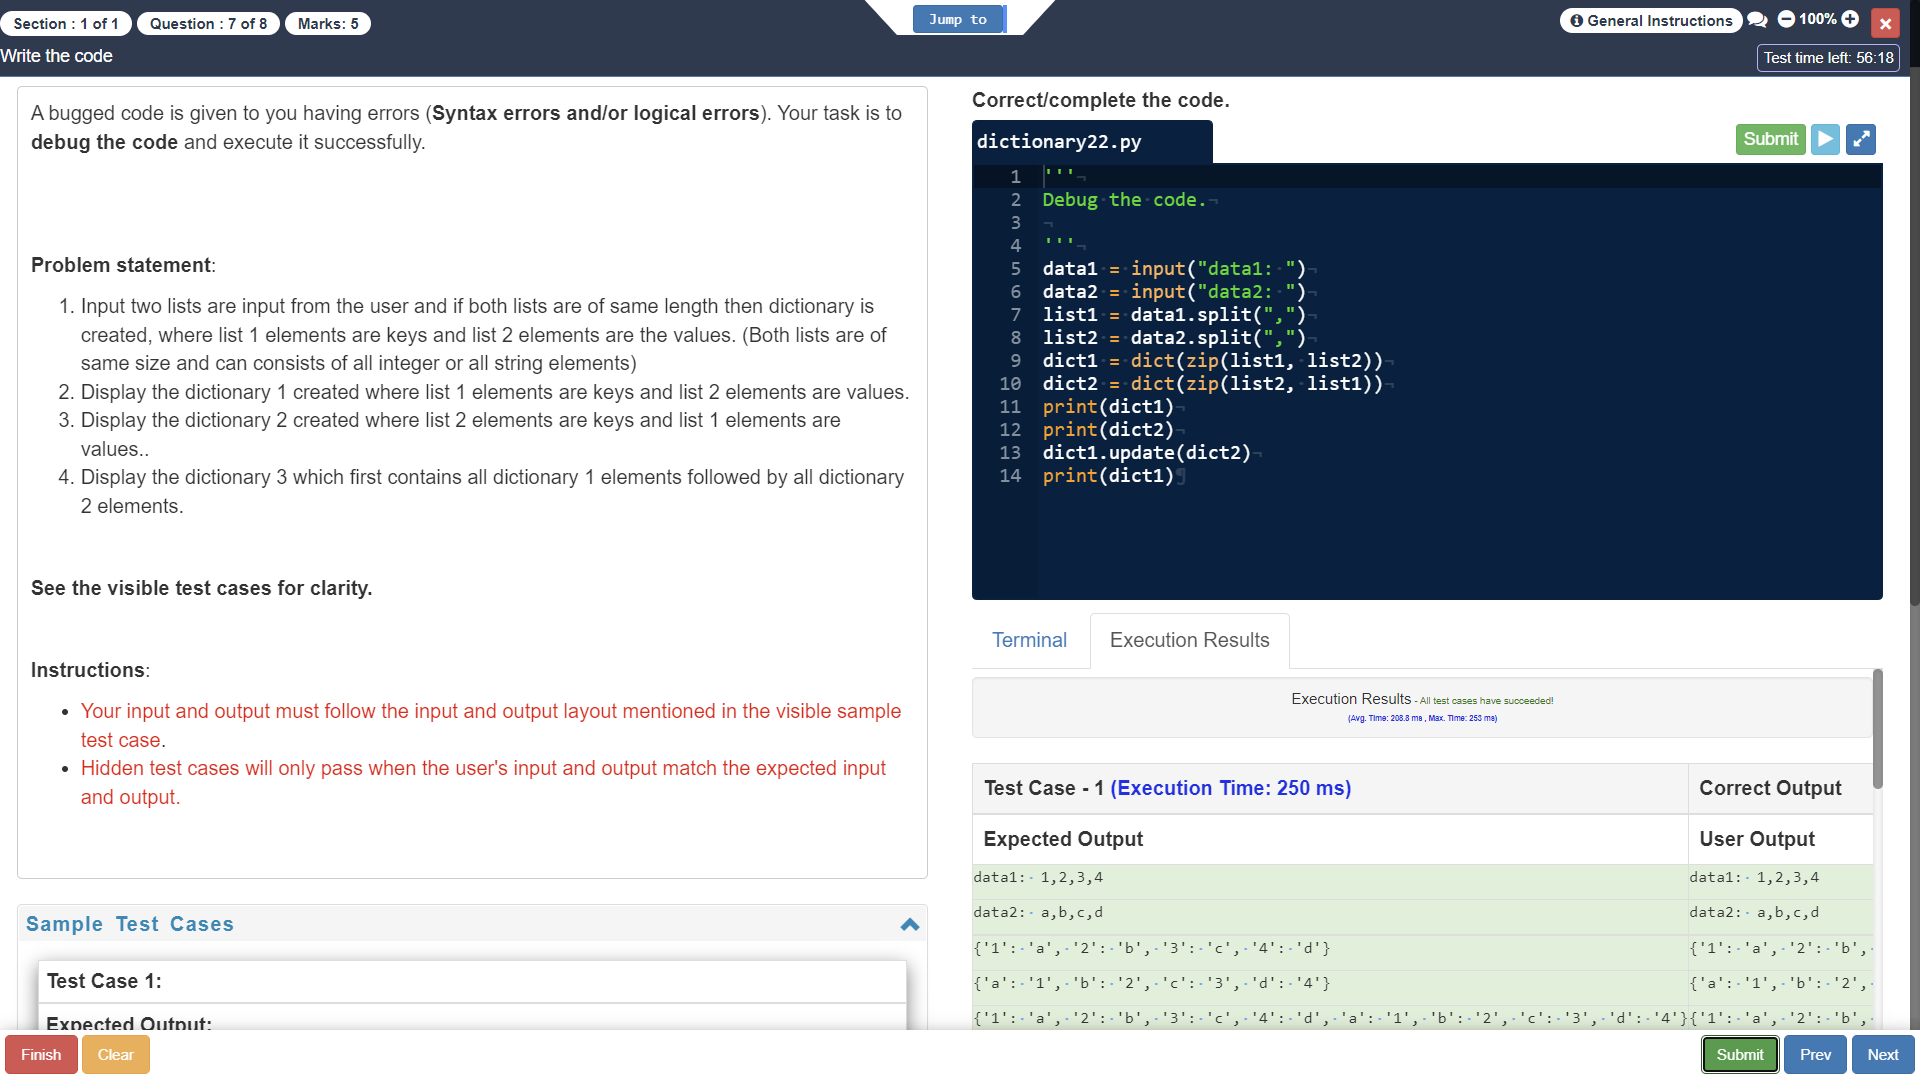 Section : 1 of 1
Question : 7 of 8
Marks: 5
Jump to
General Instructions
100%
Write the code
Test time left: 56:18
A bugged code is given to you having errors (Syntax errors and/or logical errors). Your task is to
debug the code and execute it successfully.
Problem statement:
1. Input two lists are input from the user and if both lists are of same length then dictionary is
created, where list 1 elements are keys and list 2 elements are the values. (Both lists are of
same size and can consists of all integer or all string elements)
2. Display the dictionary 1 created where list 1 elements are keys and list 2 elements are values.
3. Display the dictionary 2 created where list 2 elements are keys and list 1 elements are
values..
4. Display the dictionary 3 which first contains all dictionary 1 elements followed by all dictionary
2 elements.
See the visible test cases for clarity.
Instructions:
• Your input and output must follow the input and output layout mentioned in the visible sample
test case.
• Hidden test cases will only pass when the user's input and output match the expected input
and output.
Sample Test Cases
Test Case 1:
Expected Output:
Correct/complete the code.
dictionary22.py
Submit
1 '''
2 Debug the code.
3
4 '''
5 data1 = input("data1: ")
6 data2 = input("data2: ")
7 list1 = data1.split(",")
8 list2 = data2.split(",")
9 dict1 = dict(zip(list1, list2))
10 dict2 = dict(zip(list2, list1))
11 print(dict1)
12 print(dict2)
13 dict1.update(dict2)
14 print(dict1)
Terminal
Execution Results
Execution Results - All test cases have succeeded!
(Avg. Time: 208.8 ms , Max. Time: 253 ms)
Test Case - 1 (Execution Time: 250 ms)
Correct Output
Expected Output
User Output
data1: 1,2,3,4
data1: 1,2,3,4
data2: a,b,c,d
data2: a,b,c,d
{'1': 'a', '2': 'b', '3': 'c', '4': 'd'}
{'1': 'a', '2': 'b',
{'a': '1', 'b': '2', 'c': '3', 'd': '4'}
{'a': '1', 'b': '2',
{'1': 'a', '2': 'b', '3': 'c', '4': 'd', 'a': '1', 'b': '2', 'c': '3', 'd': '4'}
{'1': 'a', '2': 'b',
Finish
Clear
Submit
Prev
Next